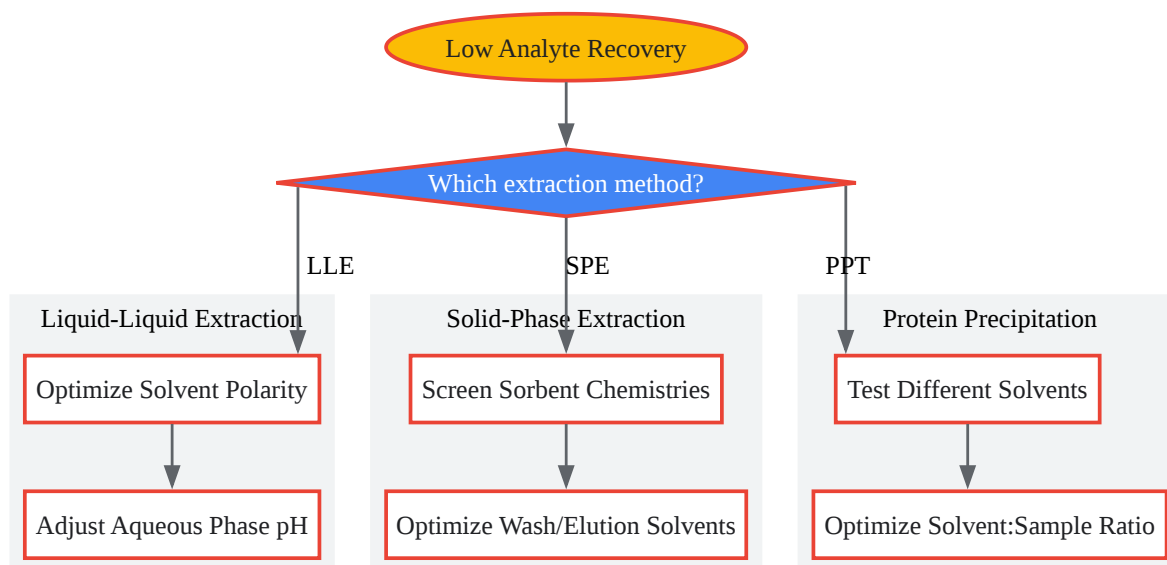 Low Analyte Recovery
Which extraction method?
LLE
SPE
PPT
Liquid-Liquid Extraction
Solid-Phase Extraction
Protein Precipitation
Optimize Solvent Polarity
Screen Sorbent Chemistries
Test Different Solvents
Adjust Aqueous Phase pH
Optimize Wash/Elution Solvents
Optimize Solvent:Sample Ratio